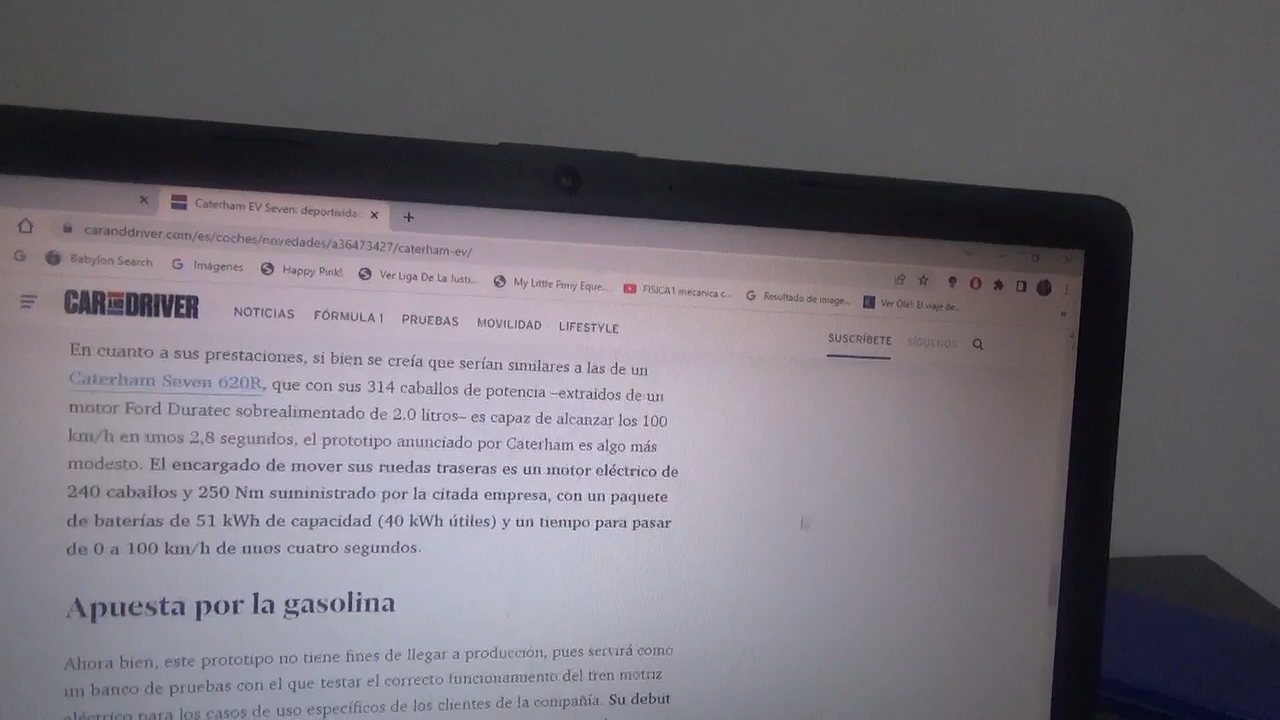 Caterham EV Seven: deportivida
caranddriver.com/es/coches/novedades/a36473427/caterham-ev/
Babylon Search Imágenes Happy Pink! Ver Liga De La Justi... My Little Pony Eque... FISICA1 mecanica c... Resultado de image... Ver Olé! El viaje de...
CAR AND DRIVER NOTICIAS FÓRMULA 1 PRUEBAS MOVILIDAD LIFESTYLE SUSCRÍBETE SÍGUENOS
En cuanto a sus prestaciones, si bien se creía que serían similares a las de un
Caterham Seven 620R, que con sus 314 caballos de potencia –extraídos de un
motor Ford Duratec sobrealimentado de 2.0 litros– es capaz de alcanzar los 100
km/h en unos 2,8 segundos, el prototipo anunciado por Caterham es algo más
modesto. El encargado de mover sus ruedas traseras es un motor eléctrico de
240 caballos y 250 Nm suministrado por la citada empresa, con un paquete
de baterías de 51 kWh de capacidad (40 kWh útiles) y un tiempo para pasar
de 0 a 100 km/h de unos cuatro segundos.
Apuesta por la gasolina
Ahora bien, este prototipo no tiene fines de llegar a producción, pues servirá como
un banco de pruebas con el que testar el correcto funcionamiento del tren motriz
eléctrico para los casos de uso específicos de los clientes de la compañía. Su debut